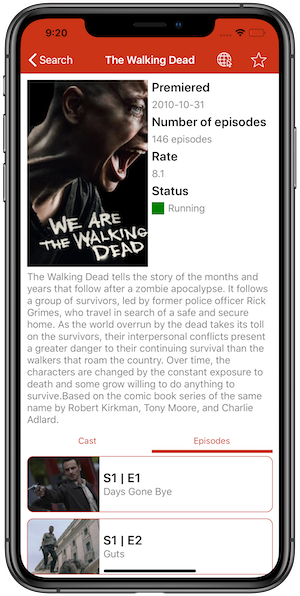 9:20
Search
The Walking Dead
Premiered
2010-10-31
Number of episodes
146 episodes
Rate
8.1
Status
Running
WE ARE
THE WALKING
DEAD
The Walking Dead tells the story of the months and
years that follow after a zombie apocalypse. It follows
a group of survivors, led by former police officer Rick
Grimes, who travel in search of a safe and secure
home. As the world overrun by the dead takes its toll
on the survivors, their interpersonal conflicts present
a greater danger to their continuing survival than the
walkers that roam the country. Over time, the
characters are changed by the constant exposure to
death and some grow willing to do anything to
survive.Based on the comic book series of the same
name by Robert Kirkman, Tony Moore, and Charlie
Adlard.
Cast
Episodes
S1 | E1
Days Gone Bye
S1 | E2
Guts